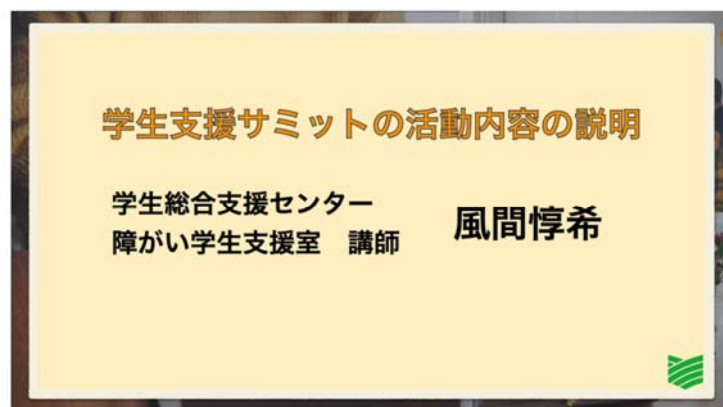 学生支援サミットの活動内容の説明
学生総合支援センター
障がい学生支援室　講師
風間惇希